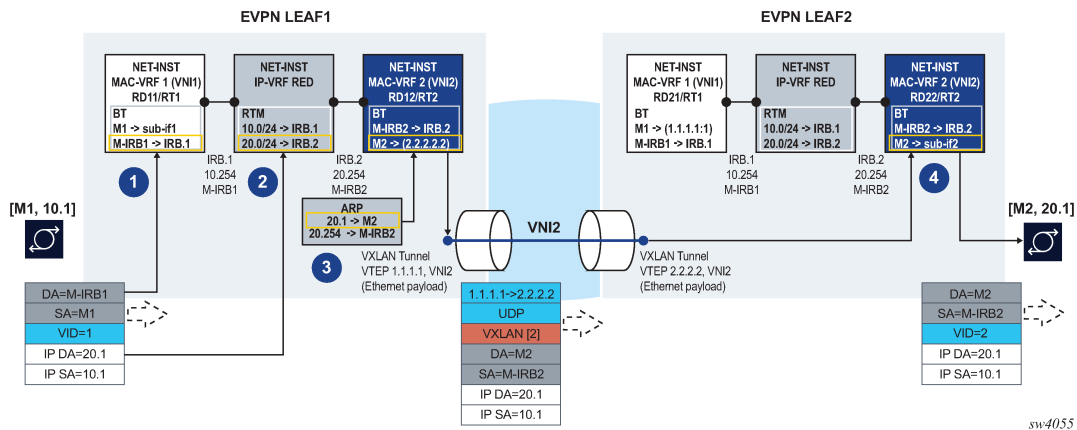 EVPN LEAF1
EVPN LEAF2
NET-INST
MAC-VRF 1 (VNI1)
RD11/RT1
BT
M1 -> sub-if1
M-IRB1 -> IRB.1
NET-INST
IP-VRF RED
RTM
10.0/24 -> IRB.1
20.0/24 -> IRB.2
NET-INST
MAC-VRF 2 (VNI2)
RD12/RT2
BT
M-IRB2 -> IRB.2
M2 -> (2.2.2.2)
NET-INST
MAC-VRF 1 (VNI1)
RD21/RT1
BT
M1 -> (1.1.1.1:1)
M-IRB1 -> IRB.1
NET-INST
IP-VRF RED
RTM
10.0/24 -> IRB.1
20.0/24 -> IRB.2
NET-INST
MAC-VRF 2 (VNI2)
RD22/RT2
BT
M-IRB2 -> IRB.2
M2 -> sub-if2
1
IRB.1
10.254
M-IRB1
2
IRB.2
20.254
M-IRB2
IRB.1
10.254
M-IRB1
IRB.2
20.254
M-IRB2
4
[M1, 10.1]
[M2, 20.1]
ARP
20.1 -> M2
20.254 -> M-IRB2
3
VNI2
VXLAN Tunnel
VTEP 1.1.1.1, VNI2
(Ethernet payload)
VXLAN Tunnel
VTEP 2.2.2.2, VNI2
(Ethernet payload)
DA=M-IRB1
SA=M1
VID=1
IP DA=20.1
IP SA=10.1
1.1.1.1->2.2.2.2
UDP
VXLAN [2]
DA=M2
SA=M-IRB2
IP DA=20.1
IP SA=10.1
DA=M2
SA=M-IRB2
VID=2
IP DA=20.1
IP SA=10.1
sw4055